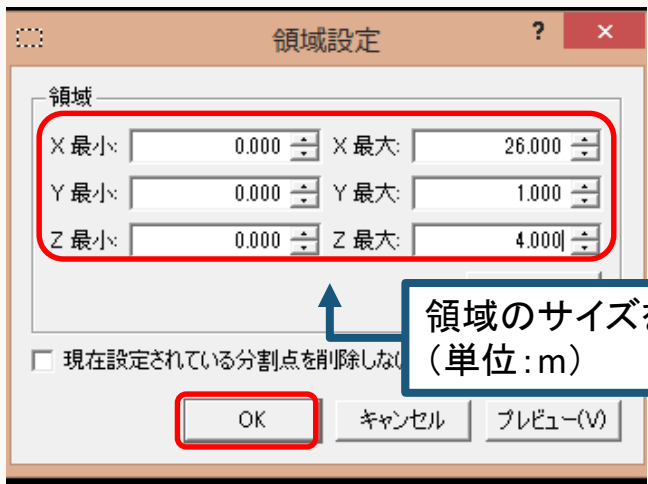 領域設定
?
×
領域
X 最小: 0.000 X 最大: 26.000
Y 最小: 0.000 Y 最大: 1.000
Z 最小: 0.000 Z 最大: 4.000
領域のサイズ
(単位:m)
現在設定されている分割点を削除しな
OK キャンセル プレビュー(V)